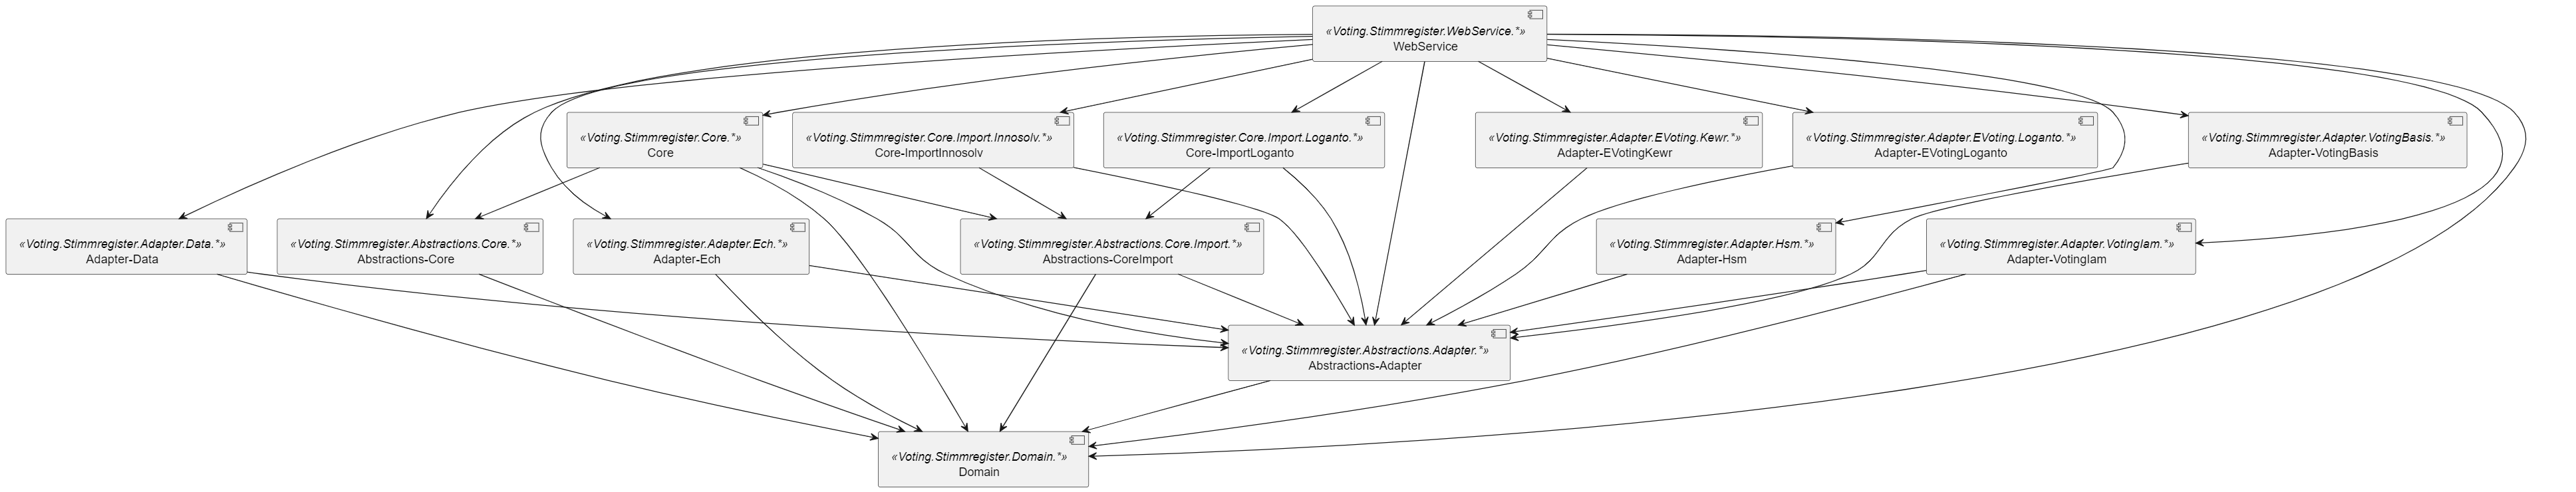 «Voting.Stimmregister.WebService.*»
WebService
«Voting.Stimmregister.Core.*»
Core
«Voting.Stimmregister.Core.Import.Innosolv.*»
Core-ImportInnosolv
«Voting.Stimmregister.Core.Import.Loganto.*»
Core-ImportLoganto
«Voting.Stimmregister.Adapter.EVoting.Kewr.*»
Adapter-EVotingKewr
«Voting.Stimmregister.Adapter.EVoting.Loganto.*»
Adapter-EVotingLoganto
«Voting.Stimmregister.Adapter.VotingBasis.*»
Adapter-VotingBasis
«Voting.Stimmregister.Adapter.Data.*»
Adapter-Data
«Voting.Stimmregister.Abstractions.Core.*»
Abstractions-Core
«Voting.Stimmregister.Adapter.Ech.*»
Adapter-Ech
«Voting.Stimmregister.Abstractions.Core.Import.*»
Abstractions-CoreImport
«Voting.Stimmregister.Adapter.Hsm.*»
Adapter-Hsm
«Voting.Stimmregister.Adapter.VotingIam.*»
Adapter-VotingIam
«Voting.Stimmregister.Abstractions.Adapter.*»
Abstractions-Adapter
«Voting.Stimmregister.Domain.*»
Domain